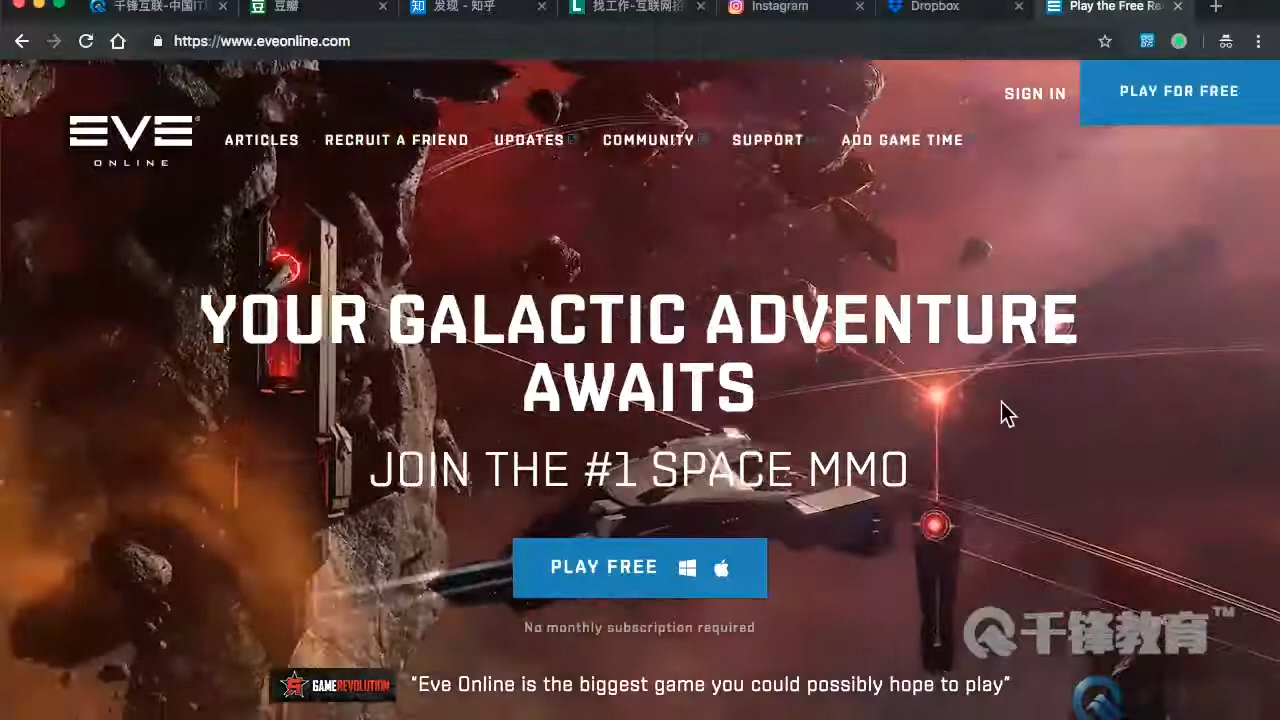 千锋互联-中国IT
豆瓣
发现 - 知乎
找工作-互联网招
Instagram
Dropbox
Play the Free Re
https://www.eveonline.com
SIGN IN
PLAY FOR FREE
EVE
ONLINE
ARTICLES
RECRUIT A FRIEND
UPDATES
COMMUNITY
SUPPORT
ADD GAME TIME
YOUR GALACTIC ADVENTURE
AWAITS
JOIN THE #1 SPACE MMO
PLAY FREE
No monthly subscription required
千锋教育™
GAMEREVOLUTION
“Eve Online is the biggest game you could possibly hope to play”